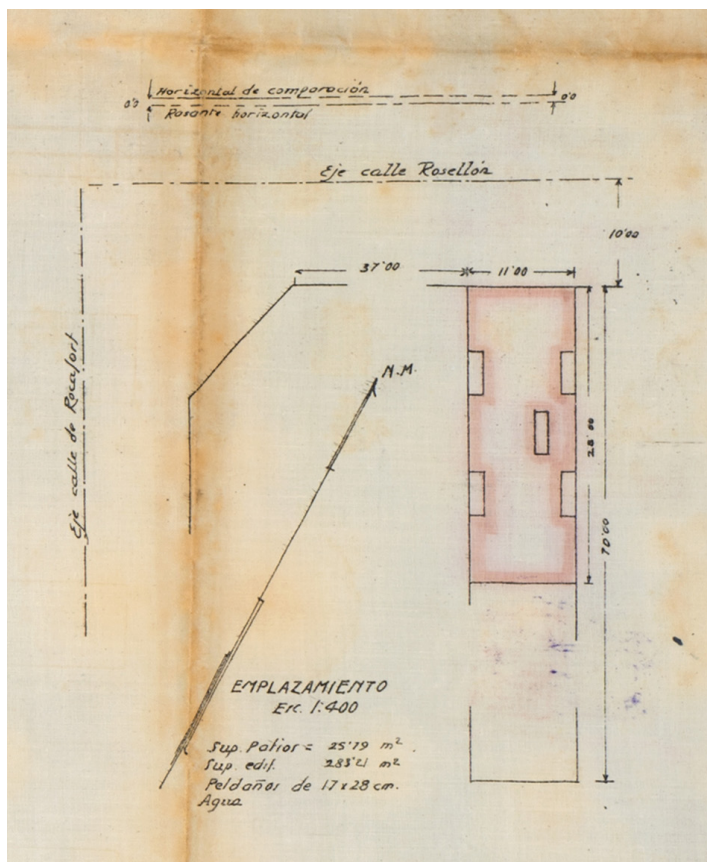 Horizontal de comparación
0'0
0'0
Rasante horizontal
Eje calle Rosellón
10'00
37'00
11'00
N.M.
Eje calle de Rocafort
28'00
70'00
EMPLAZAMIENTO
Esc. 1:400
Sup. Patios = 25'79 m².
Sup. edif. 283'21 m²
Peldaños de 17x28 cm.
Agua